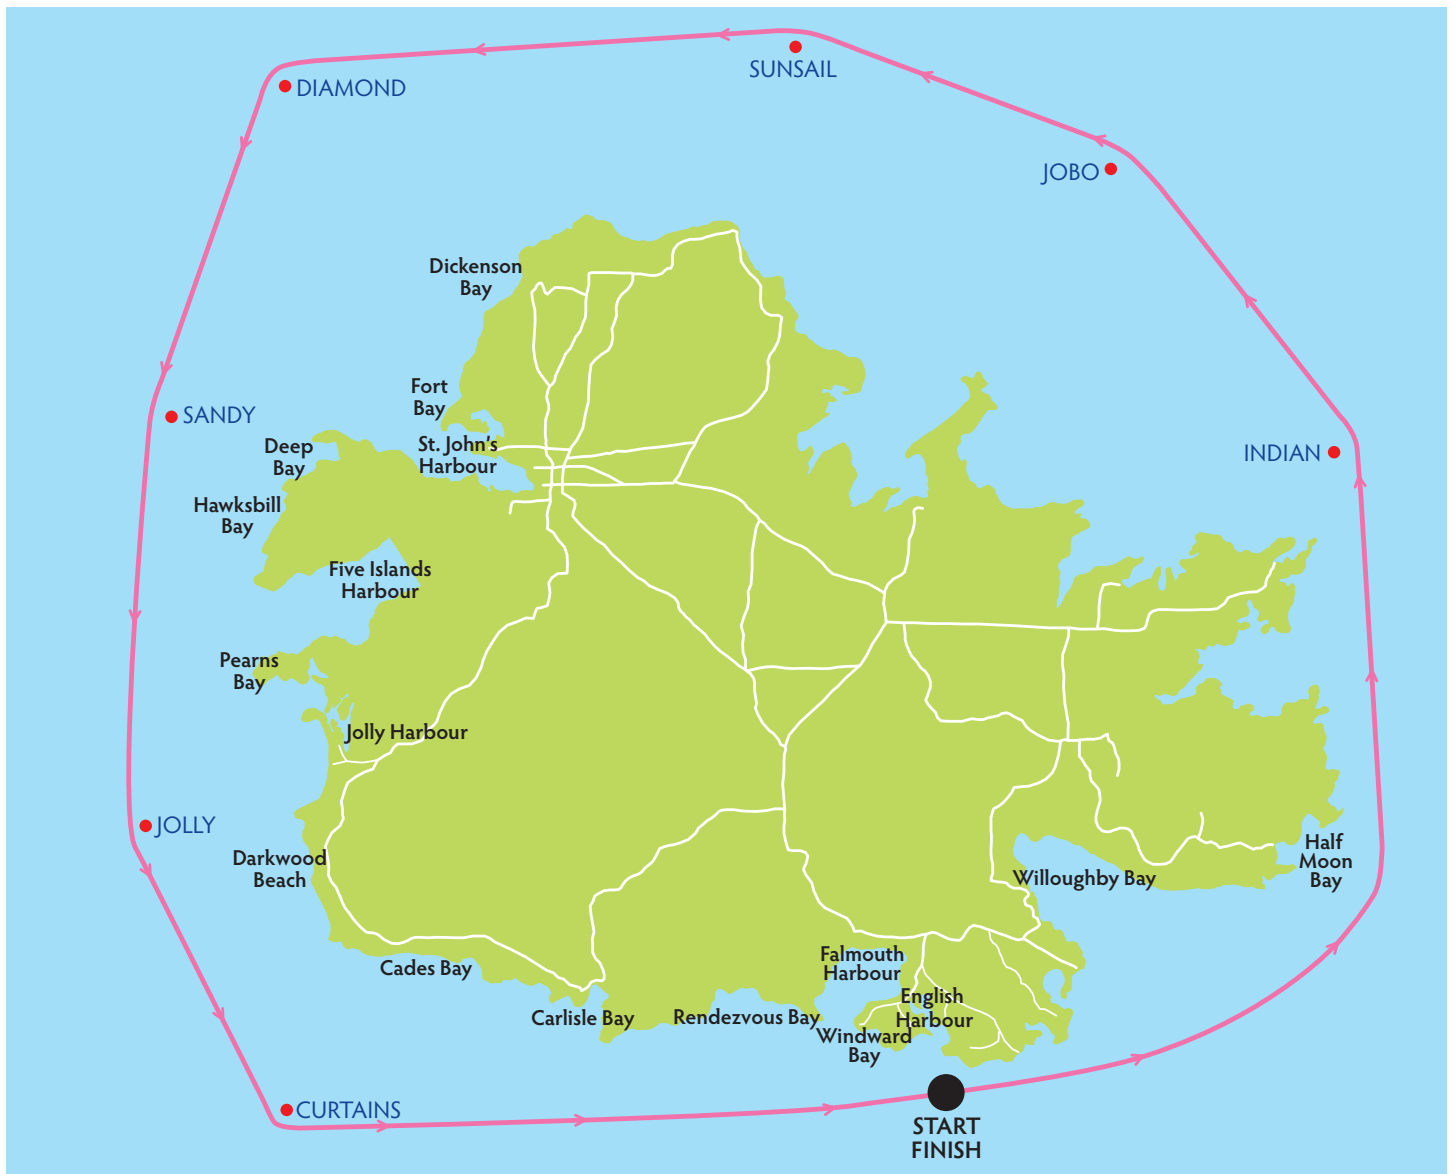 SUNSAIL
DIAMOND
JOBO
Dickenson
Bay
Fort
Bay
SANDY
St. John's
Harbour
Deep
Bay
INDIAN
Hawksbill
Bay
Five Islands
Harbour
Pearns
Bay
Jolly Harbour
JOLLY
Darkwood
Beach
Half
Moon
Bay
Willoughby Bay
Cades Bay
Falmouth
Harbour
English
Harbour
Carlisle Bay
Rendezvous Bay
Windward
Bay
CURTAINS
START
FINISH